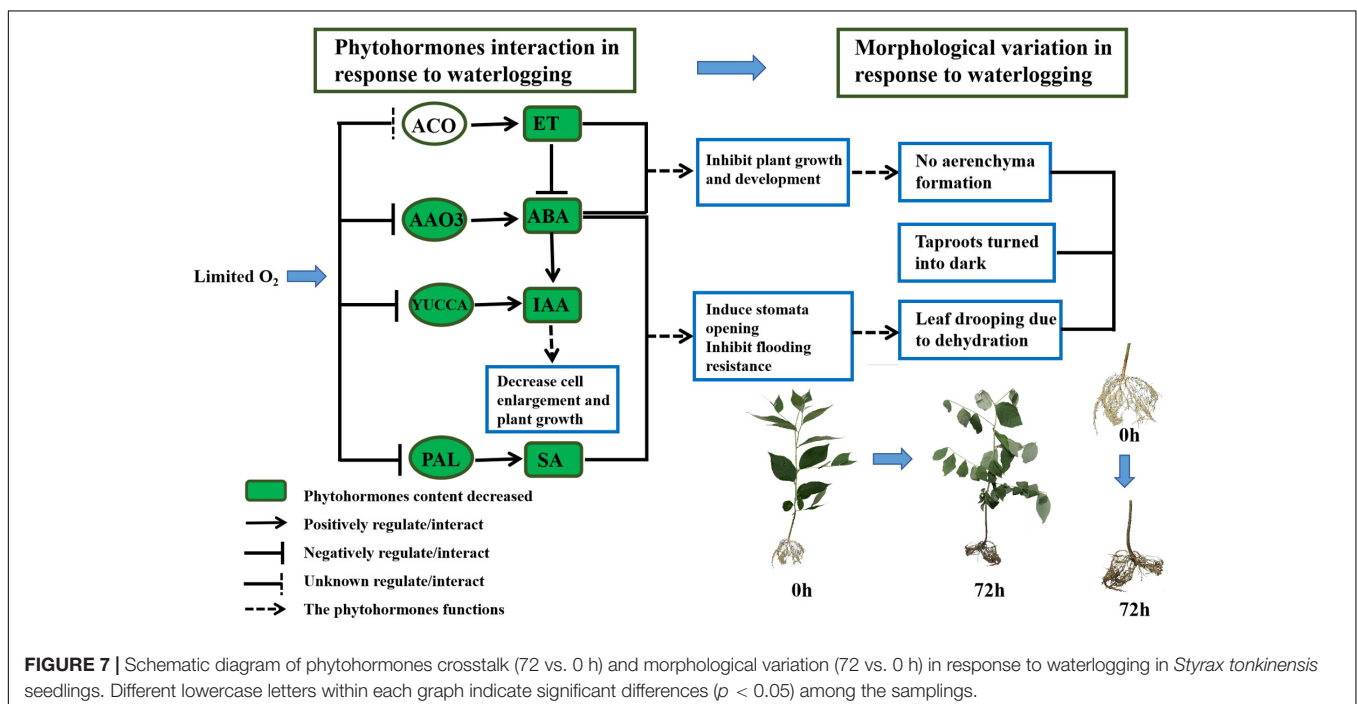 Phytohormones interaction in
response to waterlogging
Morphological variation in
response to waterlogging
ACO
ET
Inhibit plant growth
and development
No aerenchyma
formation
AAO3
ABA
Taproots turned
into dark
Limited O₂
YUCCA
IAA
Induce stomata
opening
Inhibit flooding
resistance
Leaf drooping due
to dehydration
Decrease cell
enlargement and
plant growth
0h
PAL
SA
Phytohormones content decreased
Positively regulate/interact
Negatively regulate/interact
Unknown regulate/interact
The phytohormones functions
0h
72h
72h
FIGURE 7 | Schematic diagram of phytohormones crosstalk (72 vs. 0 h) and morphological variation (72 vs. 0 h) in response to waterlogging in Styrax tonkinensis
seedlings. Different lowercase letters within each graph indicate significant differences (p < 0.05) among the samplings.